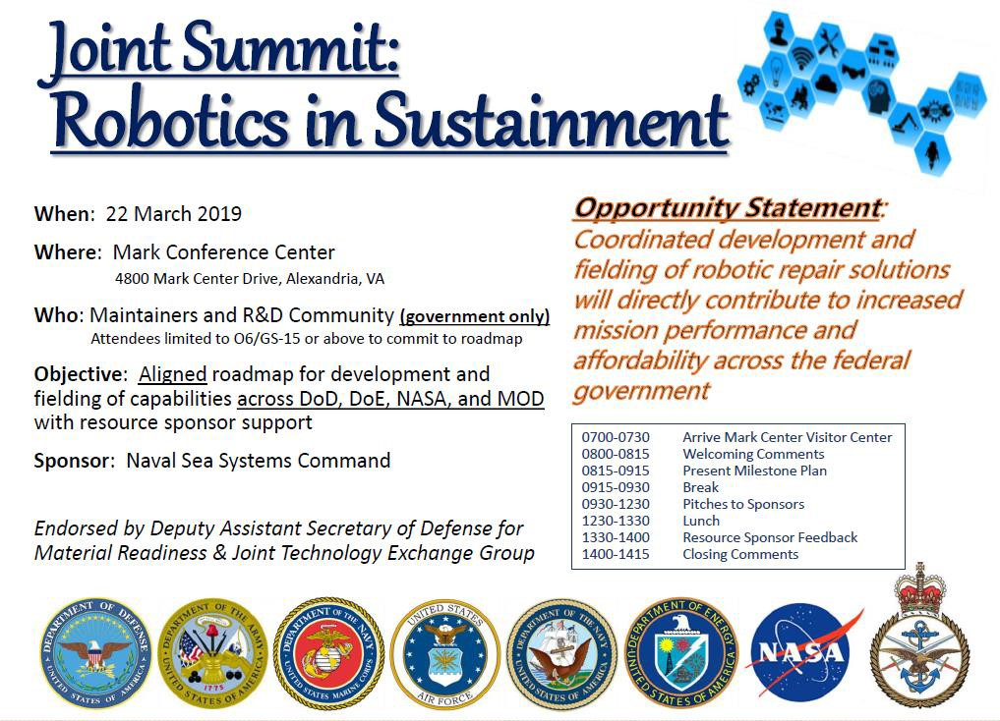 Joint Summit:
Robotics in Sustainment
When: 22 March 2019
Where: Mark Conference Center
4800 Mark Center Drive, Alexandria, VA
Who: Maintainers and R&D Community (government only)
Attendees limited to O6/GS-15 or above to commit to roadmap
Objective: Aligned roadmap for development and
fielding of capabilities across DoD, DoE, NASA, and MOD
with resource sponsor support
Sponsor: Naval Sea Systems Command
Endorsed by Deputy Assistant Secretary of Defense for
Material Readiness & Joint Technology Exchange Group
Opportunity Statement:
Coordinated development and
fielding of robotic repair solutions
will directly contribute to increased
mission performance and
affordability across the federal
government
0700-0730 Arrive Mark Center Visitor Center
0800-0815 Welcoming Comments
0815-0915 Present Milestone Plan
0915-0930 Break
0930-1230 Pitches to Sponsors
1230-1330 Lunch
1330-1400 Resource Sponsor Feedback
1400-1415 Closing Comments
DEPARTMENT OF DEFENSE
UNITED STATES OF AMERICA
DEPARTMENT OF THE ARMY
1775
UNITED STATES OF AMERICA
DEPARTMENT OF THE NAVY
UNITED STATES MARINE CORPS
UNITED STATES
AIR FORCE
DEPARTMENT OF THE NAVY
UNITED STATES OF AMERICA
DEPARTMENT OF ENERGY
UNITED STATES OF AMERICA
NASA